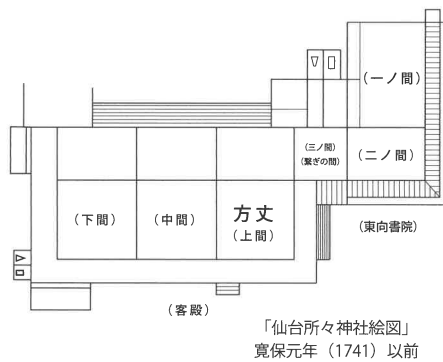 (一ノ間)
(三ノ間)
(繋ぎの間)
(二ノ間)
(下間)
(中間)
方丈
(上間)
(東向書院)
(客殿)
「仙台所々神社絵図」
寛保元年(1741)以前